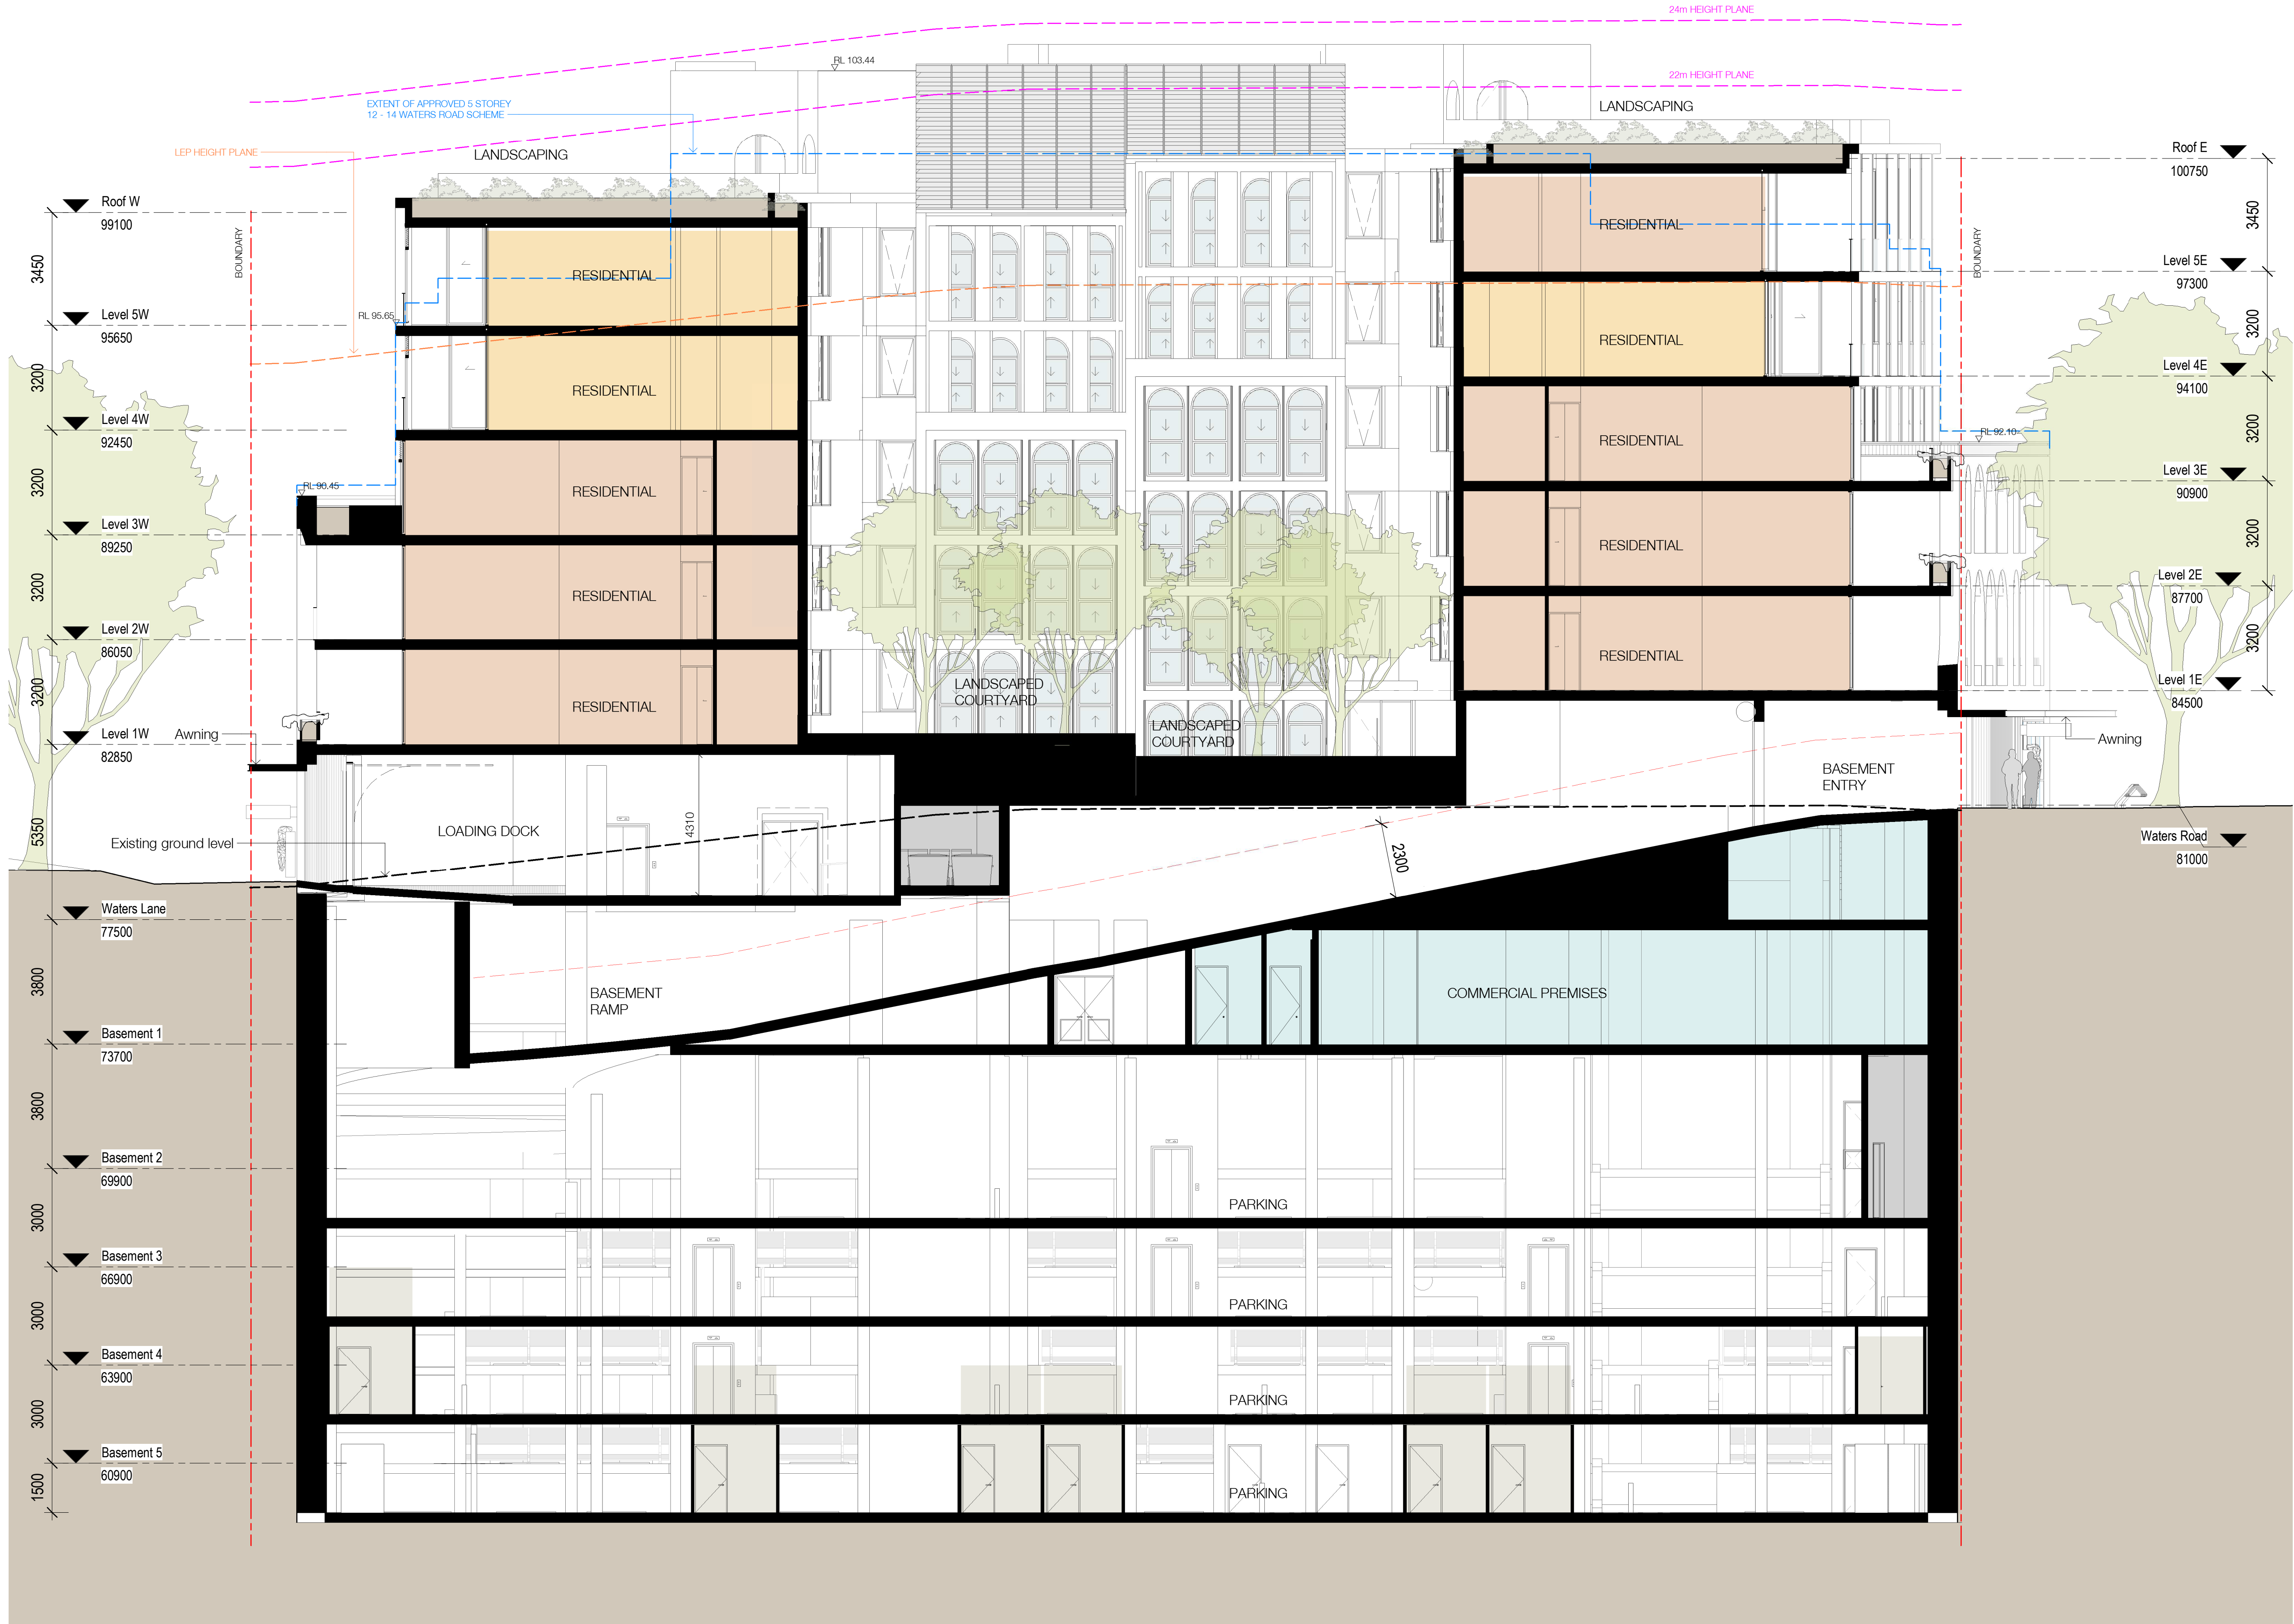 24m HEIGHT PLANE
RL 103.44
22m HEIGHT PLANE
EXTENT OF APPROVED 5 STOREY
12 - 14 WATERS ROAD SCHEME
LANDSCAPING
LEP HEIGHT PLANE
LANDSCAPING
Roof E
100750
Roof W
99100
BOUNDARY
BOUNDARY
3450
3450
RESIDENTIAL
RESIDENTIAL
Level 5E
97300
RL 95.65
Level 5W
95650
3200
3200
RESIDENTIAL
RESIDENTIAL
Level 4E
94100
Level 4W
92450
3200
3200
RL 92.10
RESIDENTIAL
RESIDENTIAL
Level 3E
90900
RL 90.45
Level 3W
89250
3200
3200
RESIDENTIAL
RESIDENTIAL
Level 2E
87700
Level 2W
86050
3200
3200
RESIDENTIAL
RESIDENTIAL
LANDSCAPED
COURTYARD
Level 1E
84500
LANDSCAPED
COURTYARD
Level 1W
82850
Awning
Awning
BASEMENT
ENTRY
5350
4310
LOADING DOCK
Existing ground level
2300
Waters Road
81000
Waters Lane
77500
3800
BASEMENT
RAMP
COMMERCIAL PREMISES
Basement 1
73700
3800
Basement 2
69900
3000
PARKING
Basement 3
66900
3000
PARKING
Basement 4
63900
3000
PARKING
Basement 5
60900
1500
PARKING